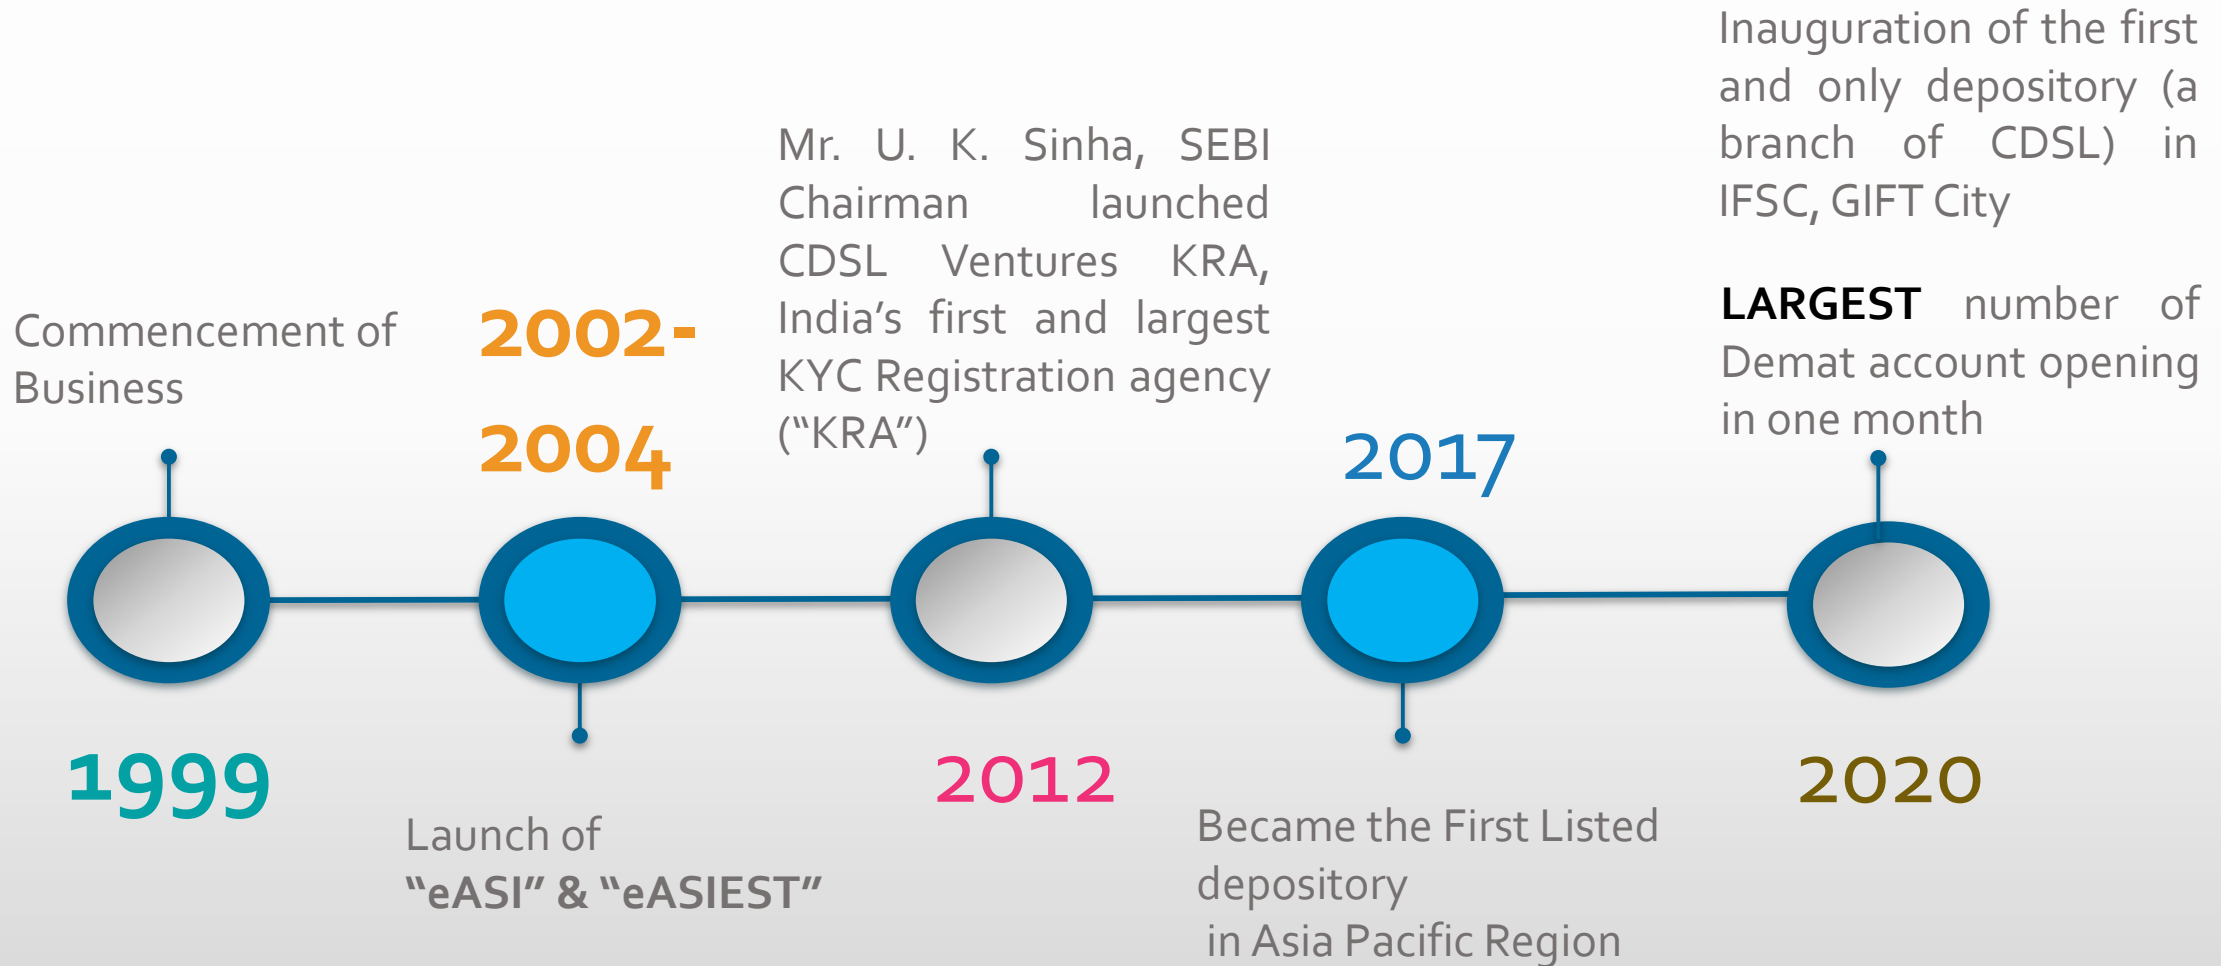 Commencement of
Business
1999
2002-
2004
Launch of
“eASI” & “eASIEST”
Mr. U. K. Sinha, SEBI
Chairman launched
CDSL Ventures KRA,
India’s first and largest
KYC Registration agency
(“KRA”)
2012
2017
Became the First Listed
depository
in Asia Pacific Region
Inauguration of the first
and only depository (a
branch of CDSL) in
IFSC, GIFT City
LARGEST number of
Demat account opening
in one month
2020